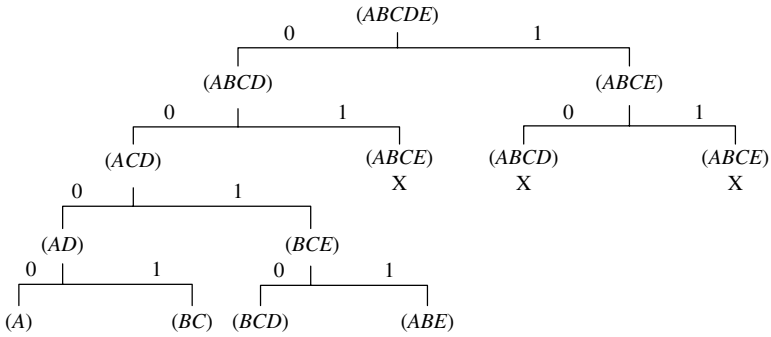 (ABCDE)
0 1
(ABCD) (ABCE)
0 1 0 1
(ACD) (ABCE) (ABCD) (ABCE)
X X X
0 1
(AD) (BCE)
0 1 0 1
(A) (BC) (BCD) (ABE)